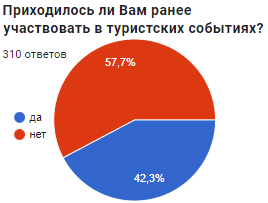 Приходилось ли Вам ранее
участвовать в туристских событиях?
310 ответов
57,7%
да
нет
42,3%